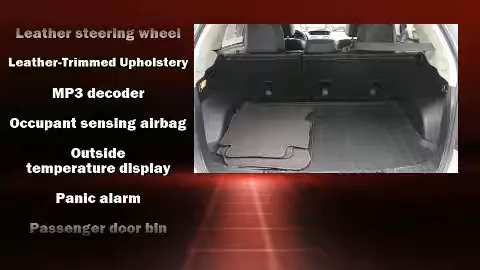 Leather steering wheel
Leather-Trimmed Upholstery
MP3 decoder
Occupant sensing airbag
Outside
temperature display
Panic alarm
Passenger door bin